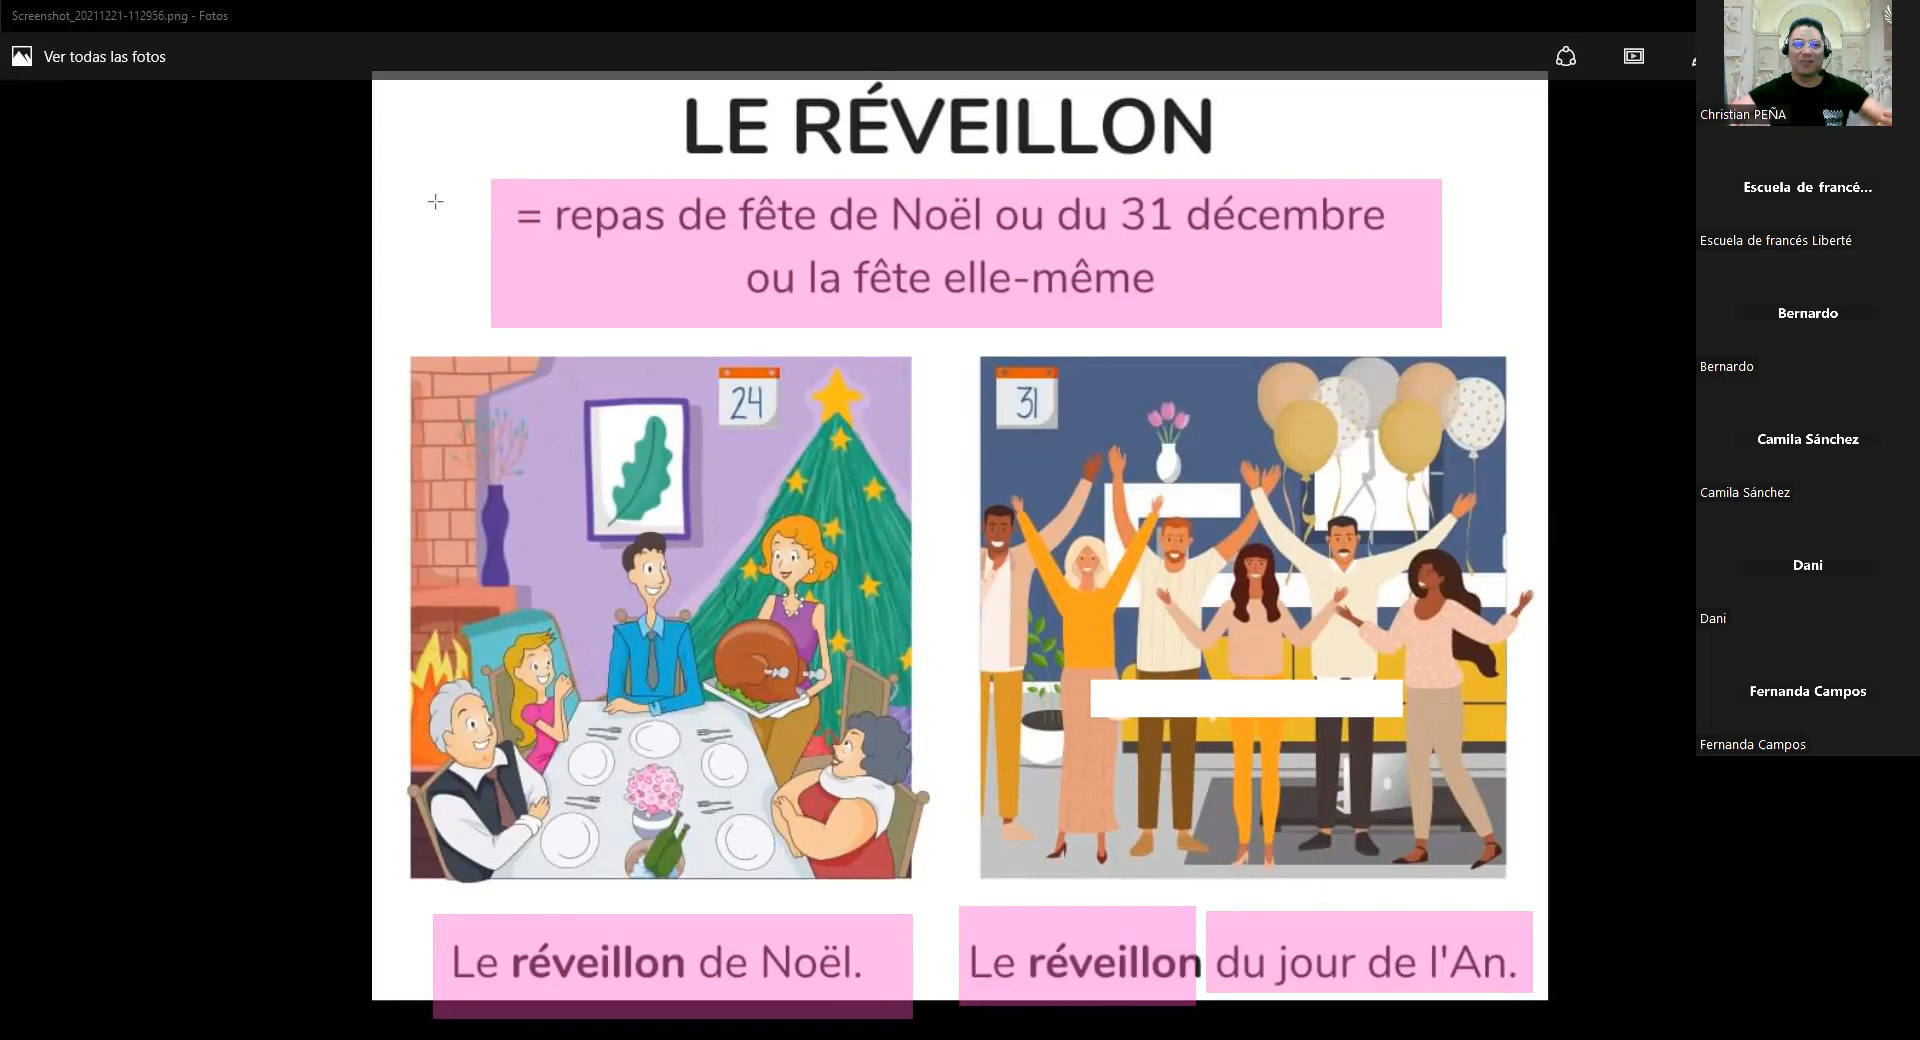 Screenshot_20211221-112956.png - Fotos
Ver todas las fotos
LE RÉVEILLON
= repas de fête de Noël ou du 31 décembre
ou la fête elle-même
24
31
Le réveillon de Noël.
Le réveillon du jour de l'An.
Christian PEÑA
Escuela de francé...
Escuela de francés Liberté
Bernardo
Bernardo
Camila Sánchez
Camila Sánchez
Dani
Dani
Fernanda Campos
Fernanda Campos